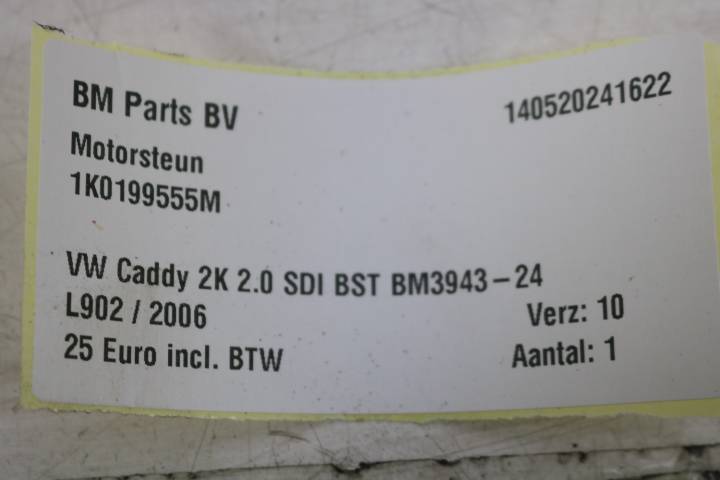 BM Parts BV 140520241622
Motorsteun
1K0199555M
VW Caddy 2K 2.0 SDI BST BM3943-24
L902 / 2006 Verz: 10
25 Euro incl. BTW Aantal: 1